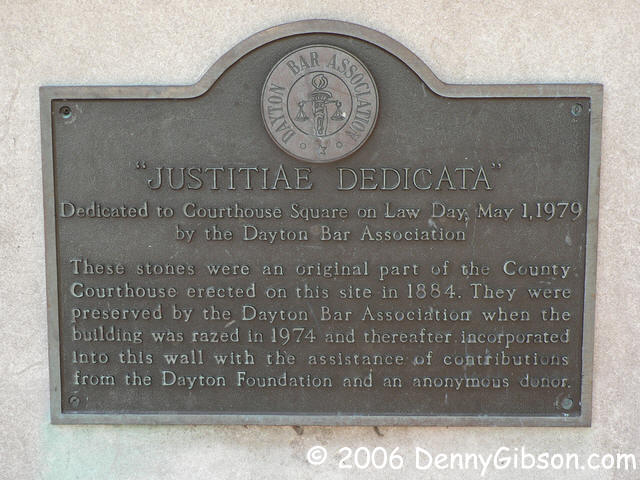 DAYTON BAR ASSOCIATION
"JUSTITIAE DEDICATA"
Dedicated to Courthouse Square on Law Day, May 1, 1979
by the Dayton Bar Association
These stones were an original part of the County
Courthouse erected on this site in 1884. They were
preserved by the Dayton Bar Association when the
building was razed in 1974 and thereafter incorporated
into this wall with the assistance of contributions
from the Dayton Foundation and an anonymous donor.
© 2006 DennyGibson.com